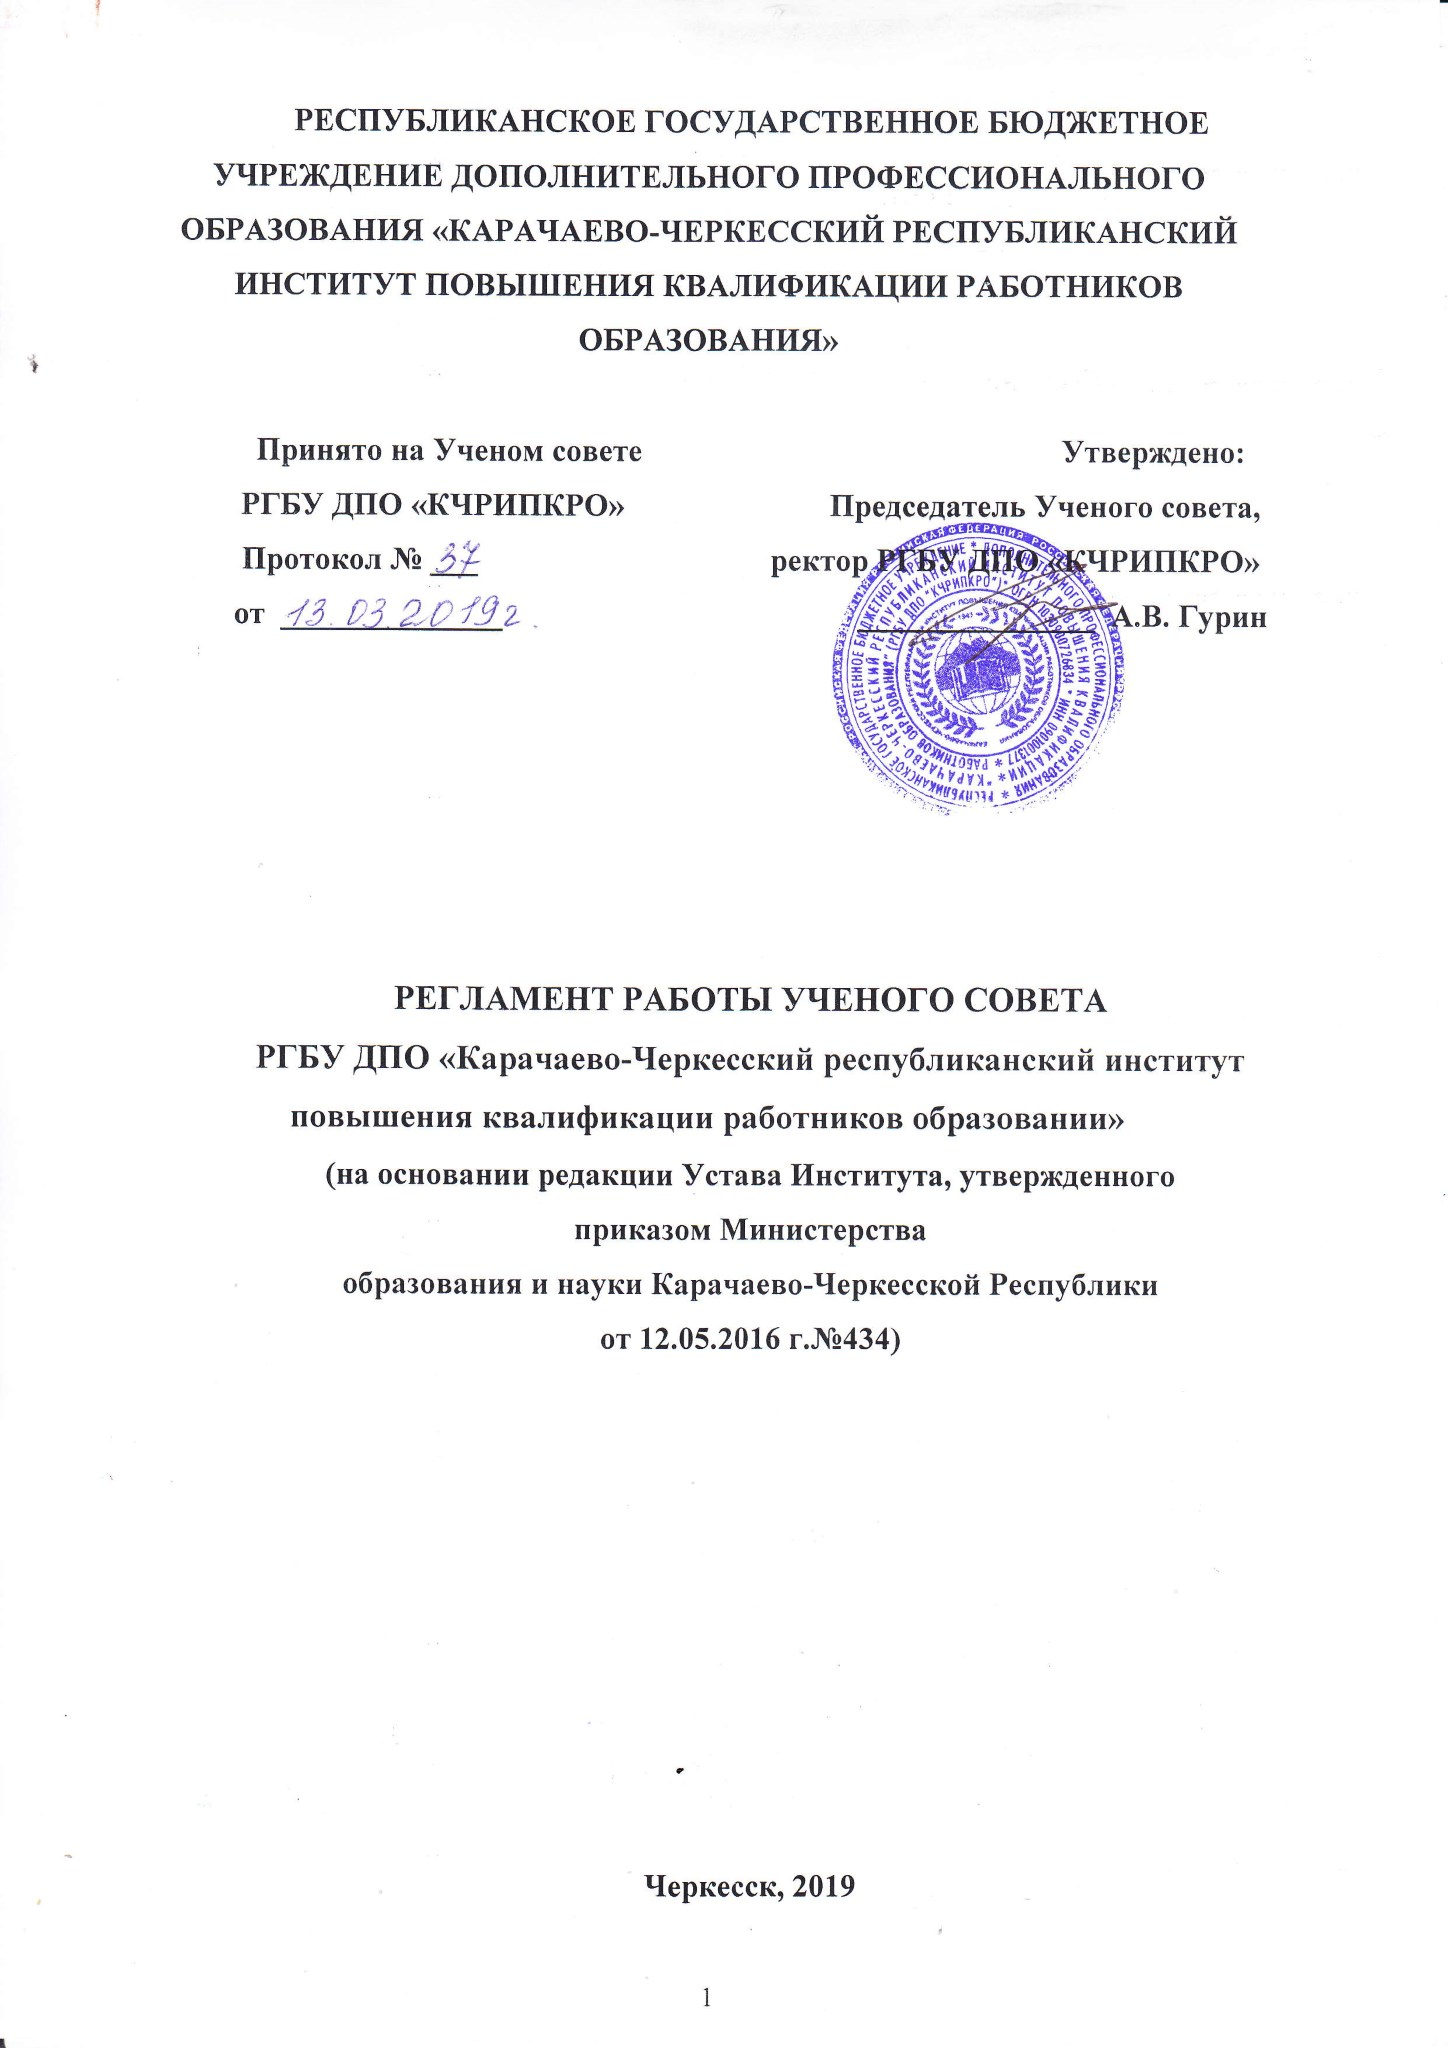 РЕСПУБЛИКАНСКОЕ ГОСУДАРСТВЕННОЕ БЮДЖЕТНОЕ
УЧРЕЖДЕНИЕ ДОПОЛНИТЕЛЬНОГО ПРОФЕССИОНАЛЬНОГО
ОБРАЗОВАНИЯ «КАРАЧАЕВО-ЧЕРКЕССКИЙ РЕСПУБЛИКАНСКИЙ
ИНСТИТУТ ПОВЫШЕНИЯ КВАЛИФИКАЦИИ РАБОТНИКОВ
ОБРАЗОВАНИЯ»
Принято на Ученом совете
РГБУ ДПО «КЧРИПКРО»
Протокол № 37
от 13.03.2019г.
Утверждено:
Председатель Ученого совета,
ректор РГБУ ДПО «КЧРИПКРО»
А.В. Гурин
РЕГЛАМЕНТ РАБОТЫ УЧЕНОГО СОВЕТА
РГБУ ДПО «Карачаево-Черкесский республиканский институт
повышения квалификации работников образовании»
(на основании редакции Устава Института, утвержденного
приказом Министерства
образования и науки Карачаево-Черкесской Республики
от 12.05.2016 г.№434)
Черкесск, 2019
1